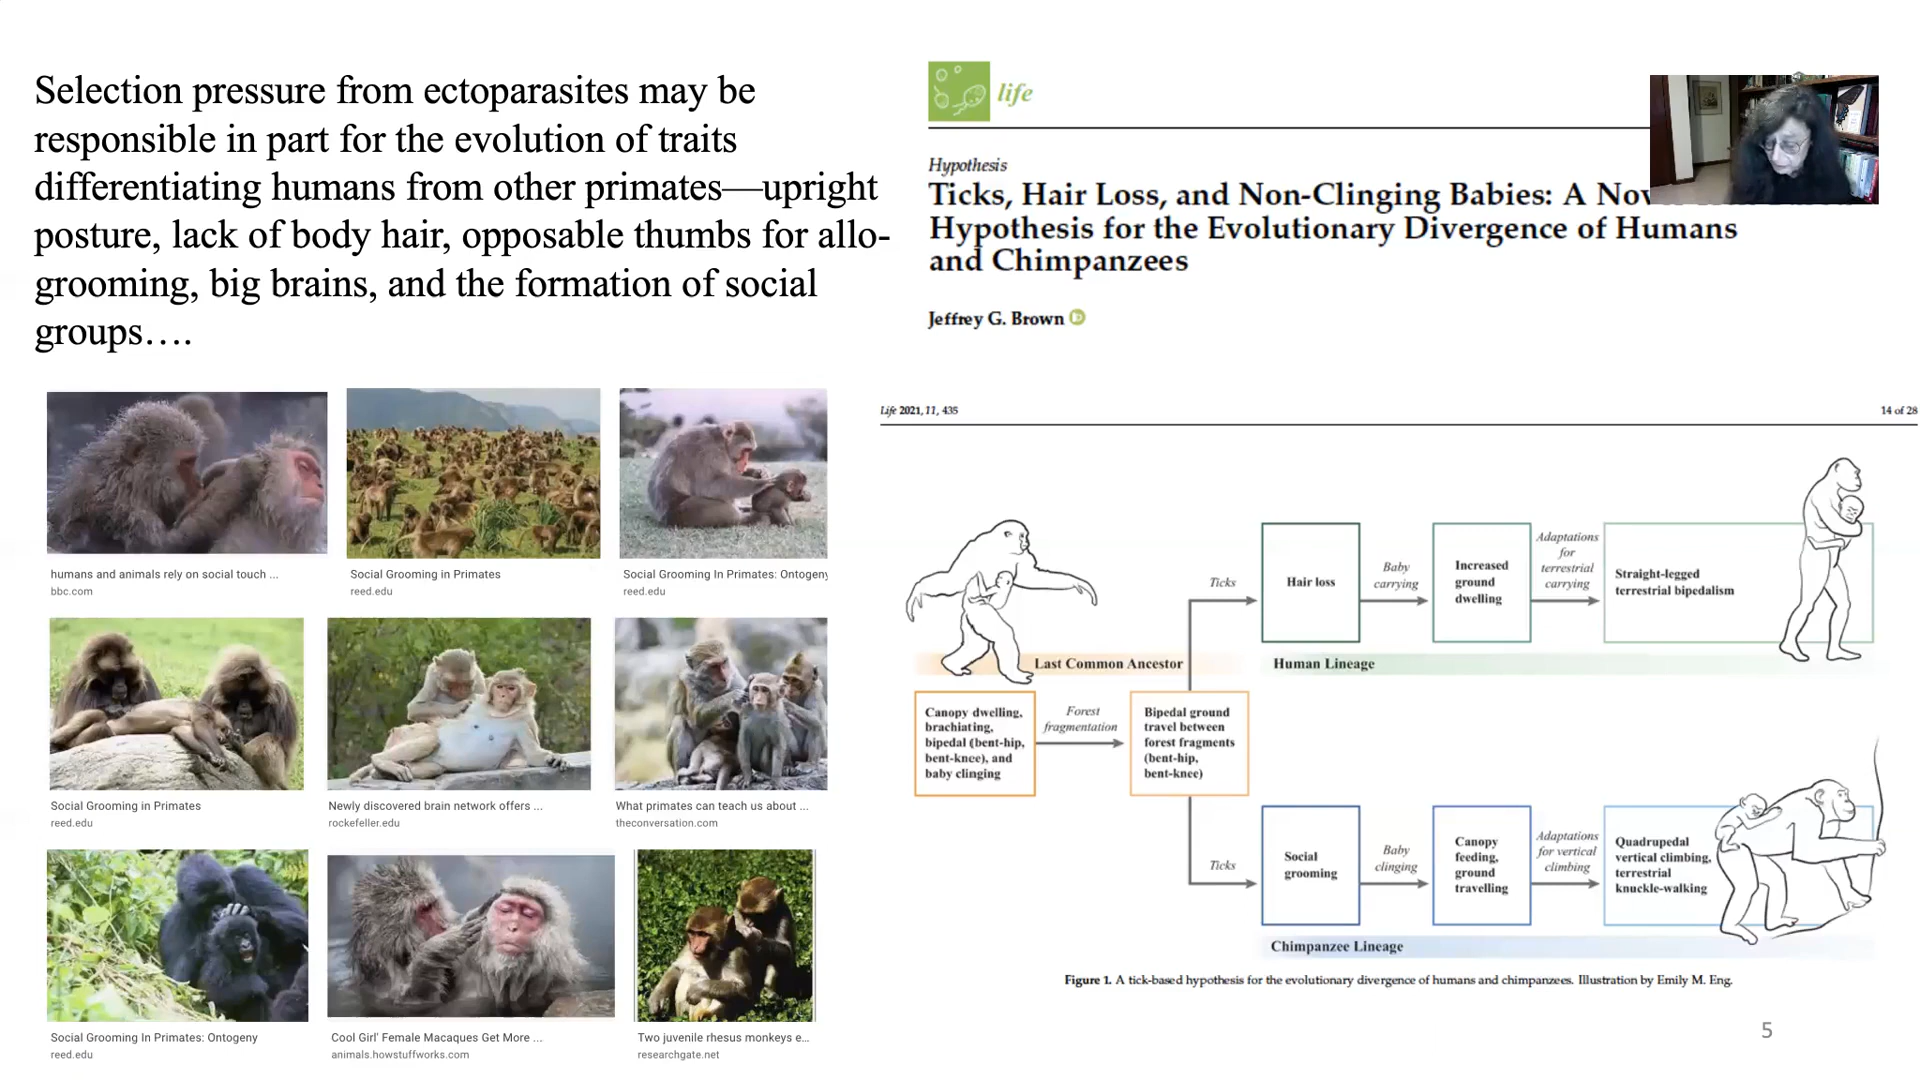 Selection pressure from ectoparasites may be
responsible in part for the evolution of traits
differentiating humans from other primates—upright
posture, lack of body hair, opposable thumbs for allo-
grooming, big brains, and the formation of social
groups….
humans and animals rely on social touch ...
bbc.com
Social Grooming in Primates
reed.edu
Social Grooming In Primates: Ontogeny
reed.edu
Social Grooming in Primates
reed.edu
Newly discovered brain network offers ...
rockefeller.edu
What primates can teach us about ...
theconversation.com
Social Grooming In Primates: Ontogeny
reed.edu
Cool Girl' Female Macaques Get More ...
animals.howstuffworks.com
Two juvenile rhesus monkeys e...
researchgate.net
life
Hypothesis
Ticks, Hair Loss, and Non-Clinging Babies: A
Hypothesis for the Evolutionary Divergence of Humans
and Chimpanzees
Jeffrey G. Brown
Life 2021, 11, 435
14 of 28
Last Common Ancestor
Canopy dwelling,
brachiating,
bipedal (bent-hip,
bent-knee), and
baby clinging
Forest
fragmentation
Bipedal ground
travel between
forest fragments
(bent-hip,
bent-knee)
Ticks
Hair loss
Baby
carrying
Increased
ground
dwelling
Adaptations
for
terrestrial
carrying
Straight-legged
terrestrial bipedalism
Human Lineage
Ticks
Social
grooming
Baby
clinging
Canopy
feeding,
ground
travelling
Adaptations
for vertical
climbing
Quadrupedal
vertical climbing,
terrestrial
knuckle-walking
Chimpanzee Lineage
Figure 1. A tick-based hypothesis for the evolutionary divergence of humans and chimpanzees. Illustration by Emily M. Eng.
5